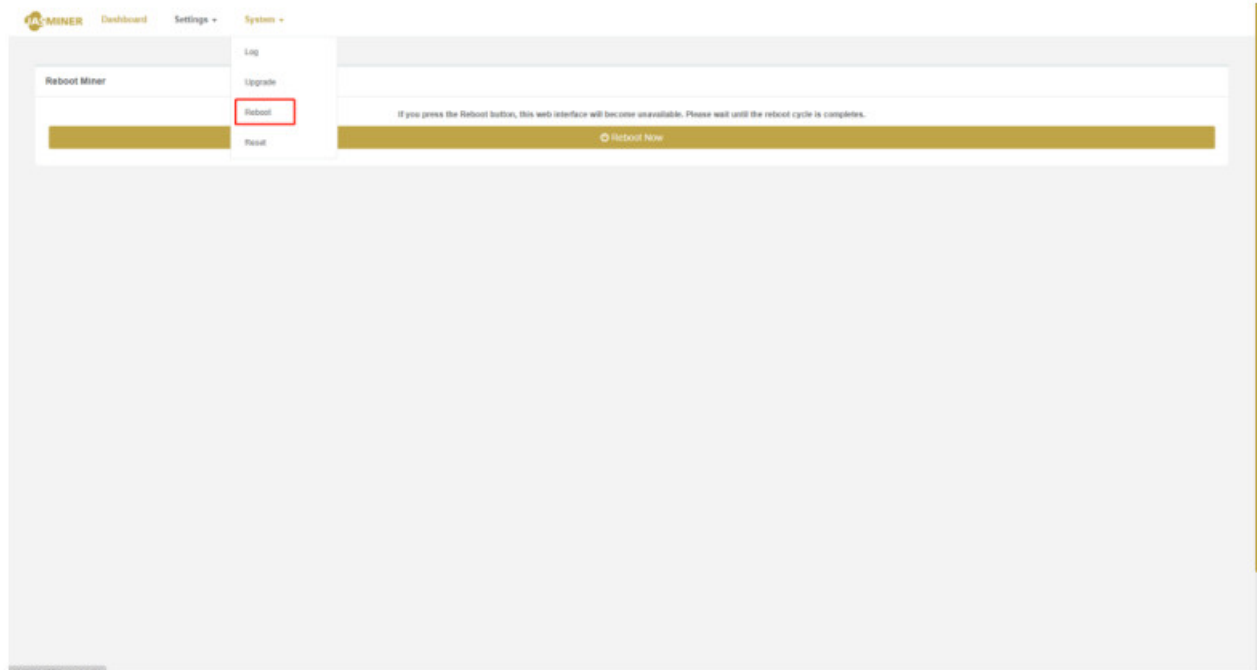 JASMINER Dashboard Settings System
Log
Reboot Miner
Upgrade
Reboot
If you press the Reboot button, this web interface will become unavailable. Please wait until the reboot cycle is completes.
Reboot Now
Reset